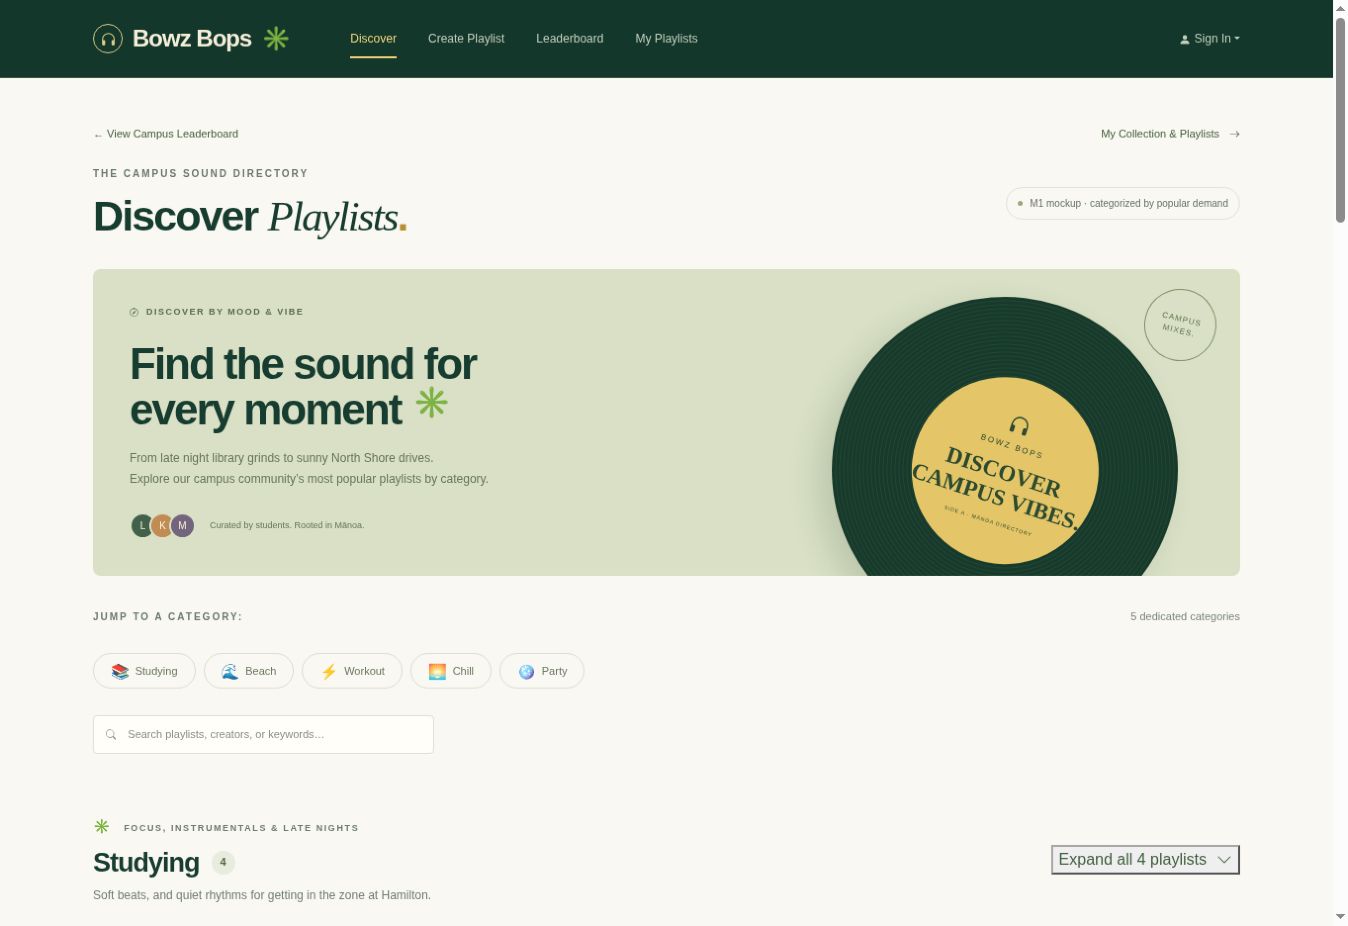 Bowz Bops
Discover
Create Playlist
Leaderboard
My Playlists
Sign In
← View Campus Leaderboard
My Collection & Playlists →
THE CAMPUS SOUND DIRECTORY
Discover Playlists.
M1 mockup · categorized by popular demand
DISCOVER BY MOOD & VIBE
Find the sound for
every moment
From late night library grinds to sunny North Shore drives.
Explore our campus community's most popular playlists by category.
L K M
Curated by students. Rooted in Mānoa.
CAMPUS
MIXES.
BOWZ BOPS
DISCOVER
CAMPUS VIBES.
SIDE A · MĀNOA DIRECTORY
JUMP TO A CATEGORY:
5 dedicated categories
Studying
Beach
Workout
Chill
Party
Search playlists, creators, or keywords…
FOCUS, INSTRUMENTALS & LATE NIGHTS
Studying 4
Expand all 4 playlists
Soft beats, and quiet rhythms for getting in the zone at Hamilton.